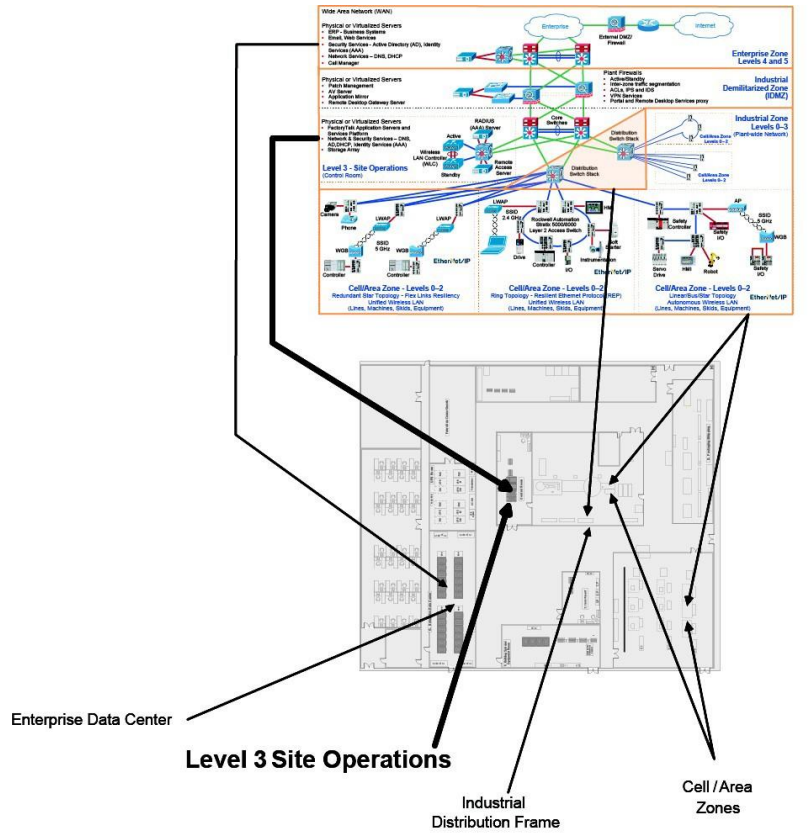 Wide Area Network (WAN)
Physical or Virtualized Servers
• ERP - Business Systems
• Email, Web Services
• Security Services - Active Directory (AD), Identity
Services (AAA)
• Network Services – DNS, DHCP
• Call Manager
Enterprise
External DMZ/
Firewall
Internet
Enterprise Zone
Levels 4 and 5
Physical or Virtualized Servers
• Patch Management
• AV Server
• Application Mirror
• Remote Desktop Gateway Server
Plant Firewalls
• Active/Standby
• Inter-zone traffic segmentation
• ACLs, IPS and IDS
• VPN Services
• Portal and Remote Desktop Services proxy
Industrial
Demilitarized Zone
(IDMZ)
Physical or Virtualized Servers
• FactoryTalk Application Servers and
Services Platform
• Network & Security Services – DNS,
AD, DHCP, Identity Services (AAA)
• Storage Array
Level 3 - Site Operations
(Control Room)
RADIUS
(AAA) Server
Active
Wireless
LAN Controller
(WLC)
Standby
Remote
Access
Server
Core
Switches
Distribution
Switch Stack
Distribution
Switch Stack
Industrial Zone
Levels 0–3
(Plant-wide Network)
Cell/Area Zone
Levels 0–2
Cell/Area Zone
Levels 0–2
Camera
Phone
LWAP
SSID
5 GHz
WGB
LWAP
WGB
Controller
Controller
EtherNet/IP
Cell/Area Zone - Levels 0–2
Redundant Star Topology - Flex Links Resiliency
Unified Wireless LAN
(Lines, Machines, Skids, Equipment)
LWAP
SSID
2.4 GHz
Rockwell Automation
Stratix 5000/8000
Layer 2 Access Switch
HMI
Soft
Starter
Drive
Controller
I/O
Instrumentation
EtherNet/IP
Cell/Area Zone - Levels 0–2
Ring Topology - Resilient Ethernet Protocol (REP)
Unified Wireless LAN
(Lines, Machines, Skids, Equipment)
Safety
Controller
Safety
I/O
AP
SSID
5 GHz
WGB
Servo
Drive
HMI
Robot
Safety
I/O
EtherNet/IP
Cell/Area Zone - Levels 0–2
Linear/Bus/Star Topology
Autonomous Wireless LAN
(Lines, Machines, Skids, Equipment)
Enterprise Data Center
Level 3 Site Operations
Industrial
Distribution Frame
Cell / Area
Zones